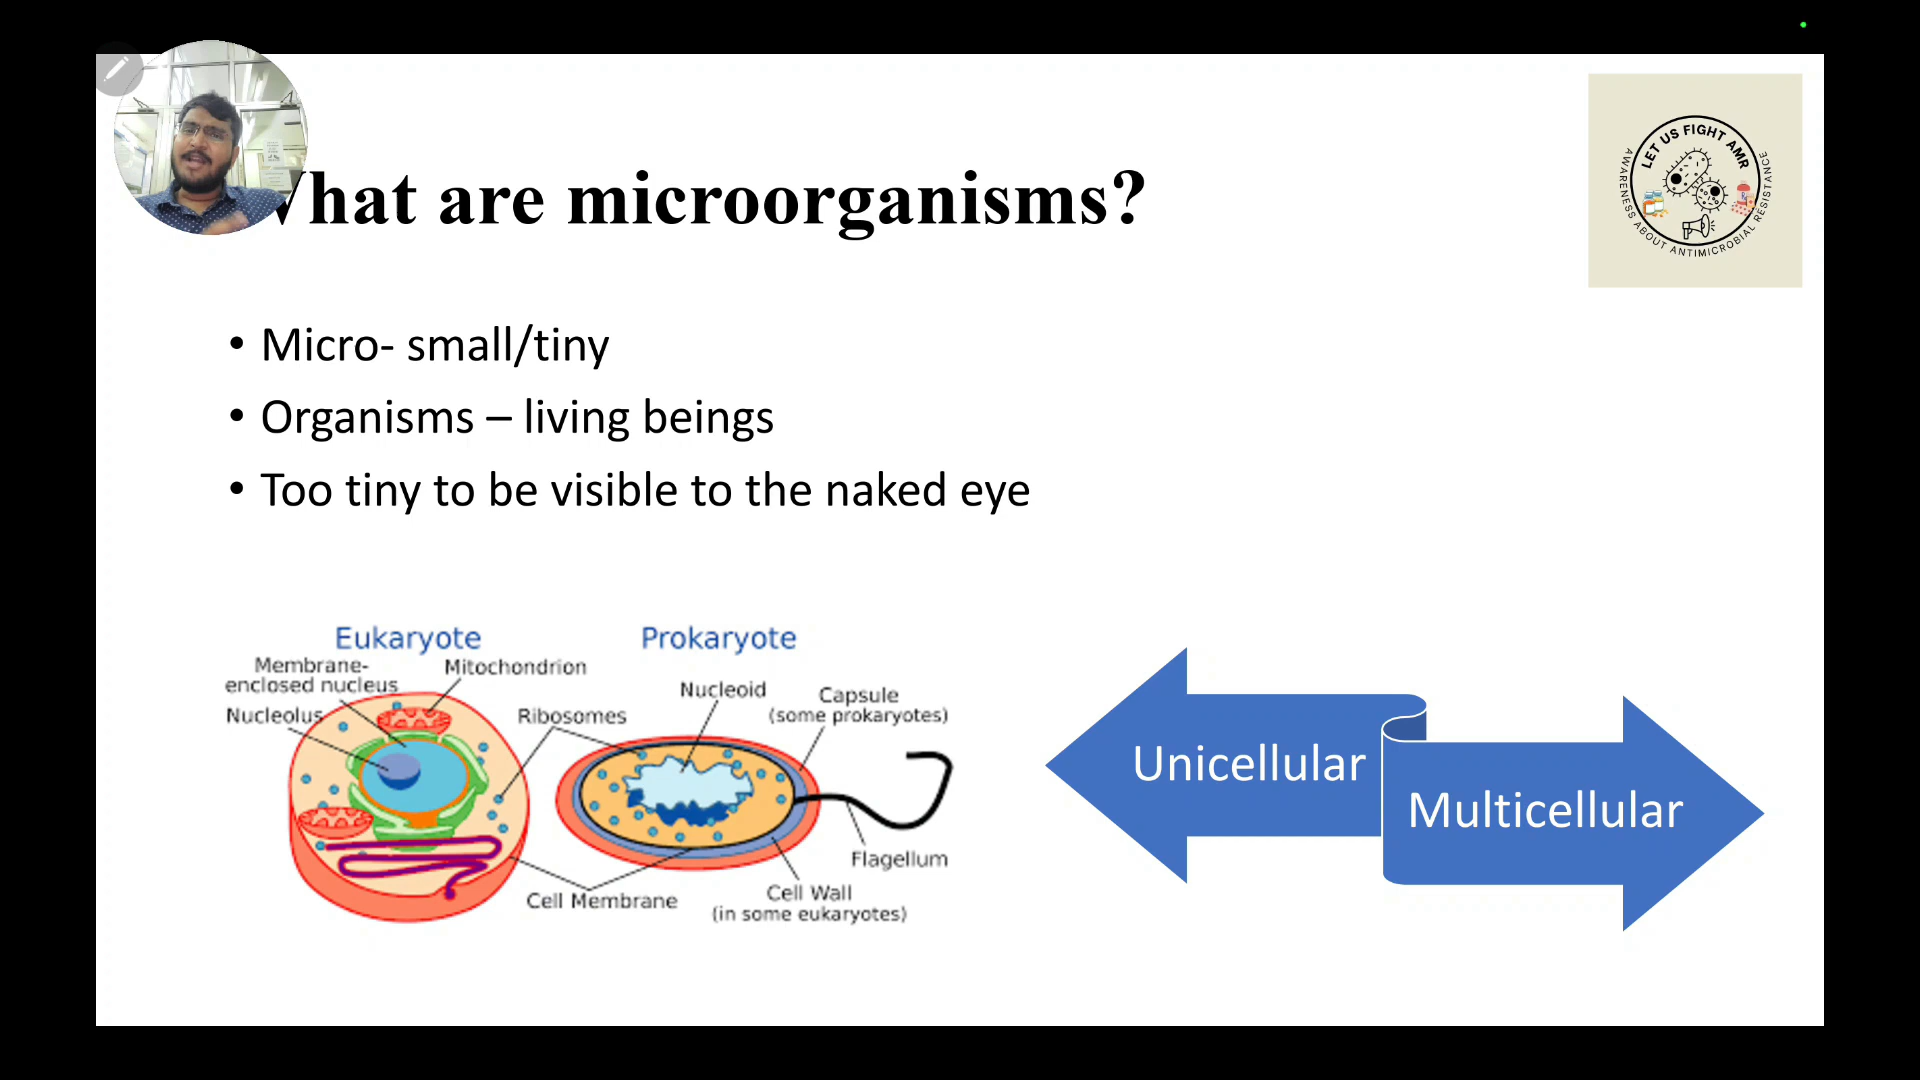 What are microorganisms?
LET US FIGHT AMR
AWARENESS ABOUT ANTIMICROBIAL RESISTANCE
• Micro- small/tiny
• Organisms – living beings
• Too tiny to be visible to the naked eye
Eukaryote
Prokaryote
Membrane-
enclosed nucleus
Mitochondrion
Nucleolus
Ribosomes
Nucleoid
Capsule
(some prokaryotes)
Flagellum
Cell Membrane
Cell Wall
(in some eukaryotes)
Unicellular
Multicellular